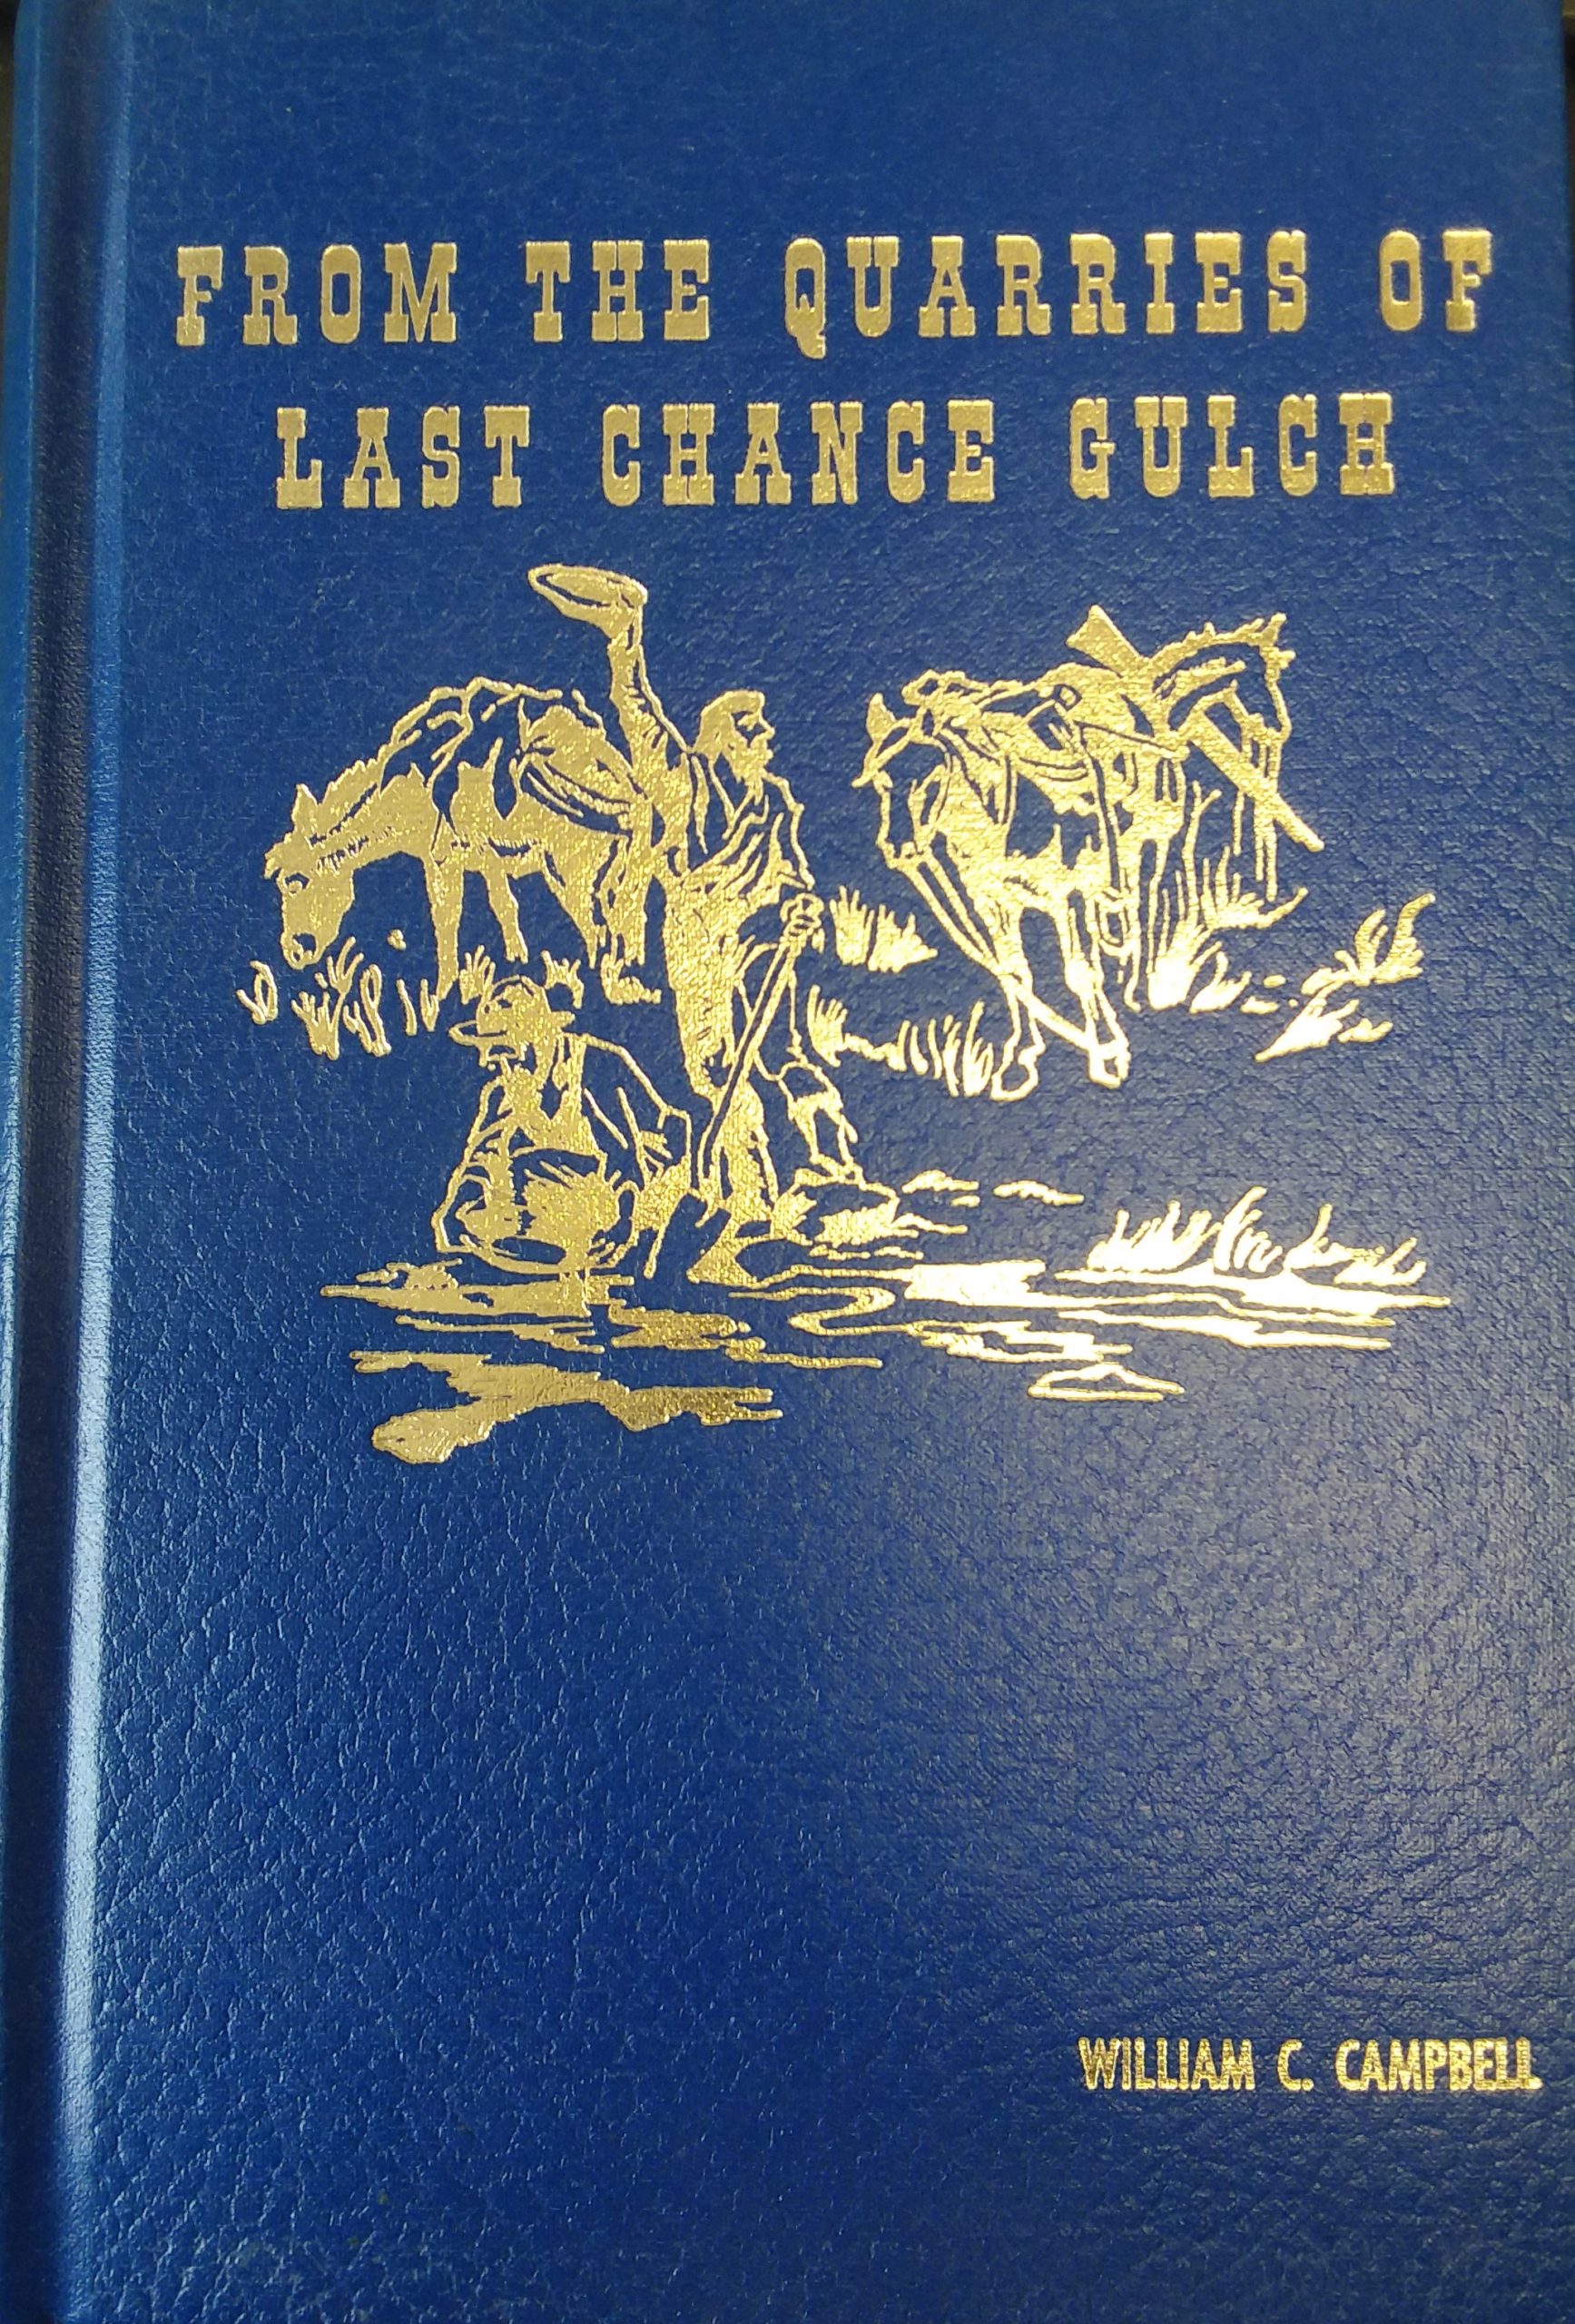 FROM THE QUARRIES OF
LAST CHANCE GULCH
WILLIAM C. CAMPBELL